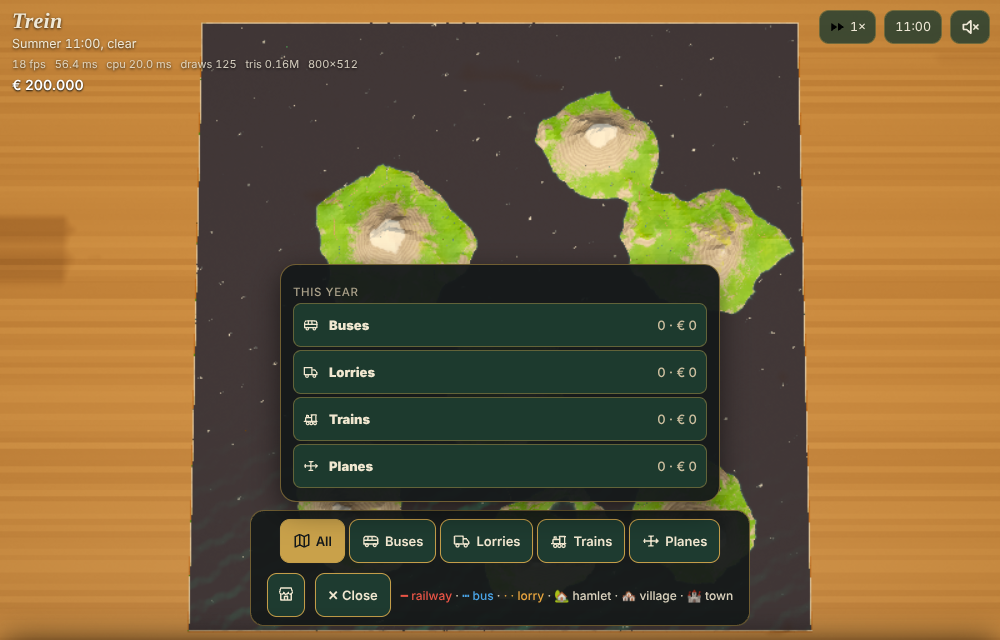 Trein
Summer 11:00, clear
18 fps 56.4 ms cpu 20.0 ms draws 125 tris 0.16M 800×512
€ 200.000
1×
11:00
THIS YEAR
Buses 0 · € 0
Lorries 0 · € 0
Trains 0 · € 0
Planes 0 · € 0
All Buses Lorries Trains Planes
✕ Close railway · bus · lorry · hamlet · village · town